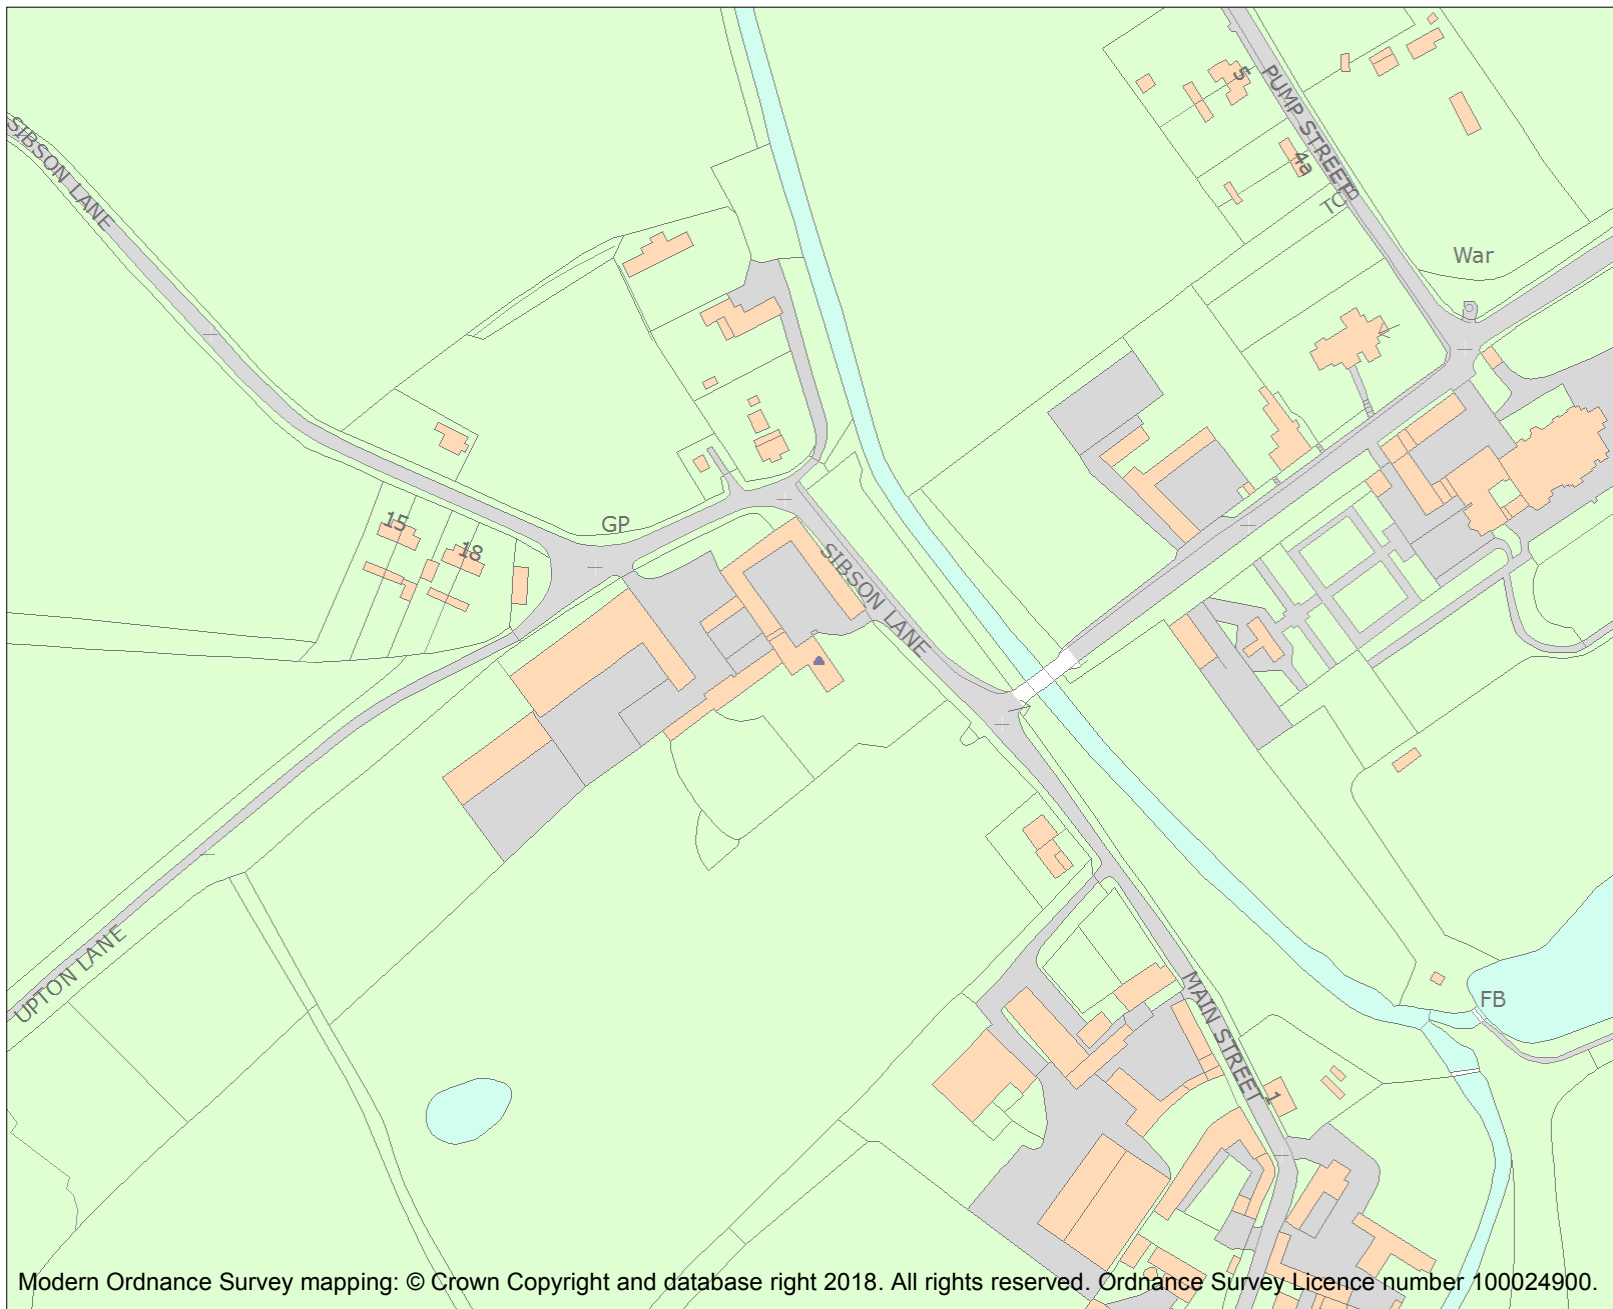 SIBSON LANE
5
PUMP STREET
4a
TCB
War
15
GP
18
SIBSON LANE
UPTON LANE
FB
MAIN STREET
1
Modern Ordnance Survey mapping: © Crown Copyright and database right 2018. All rights reserved. Ordnance Survey Licence number 100024900.